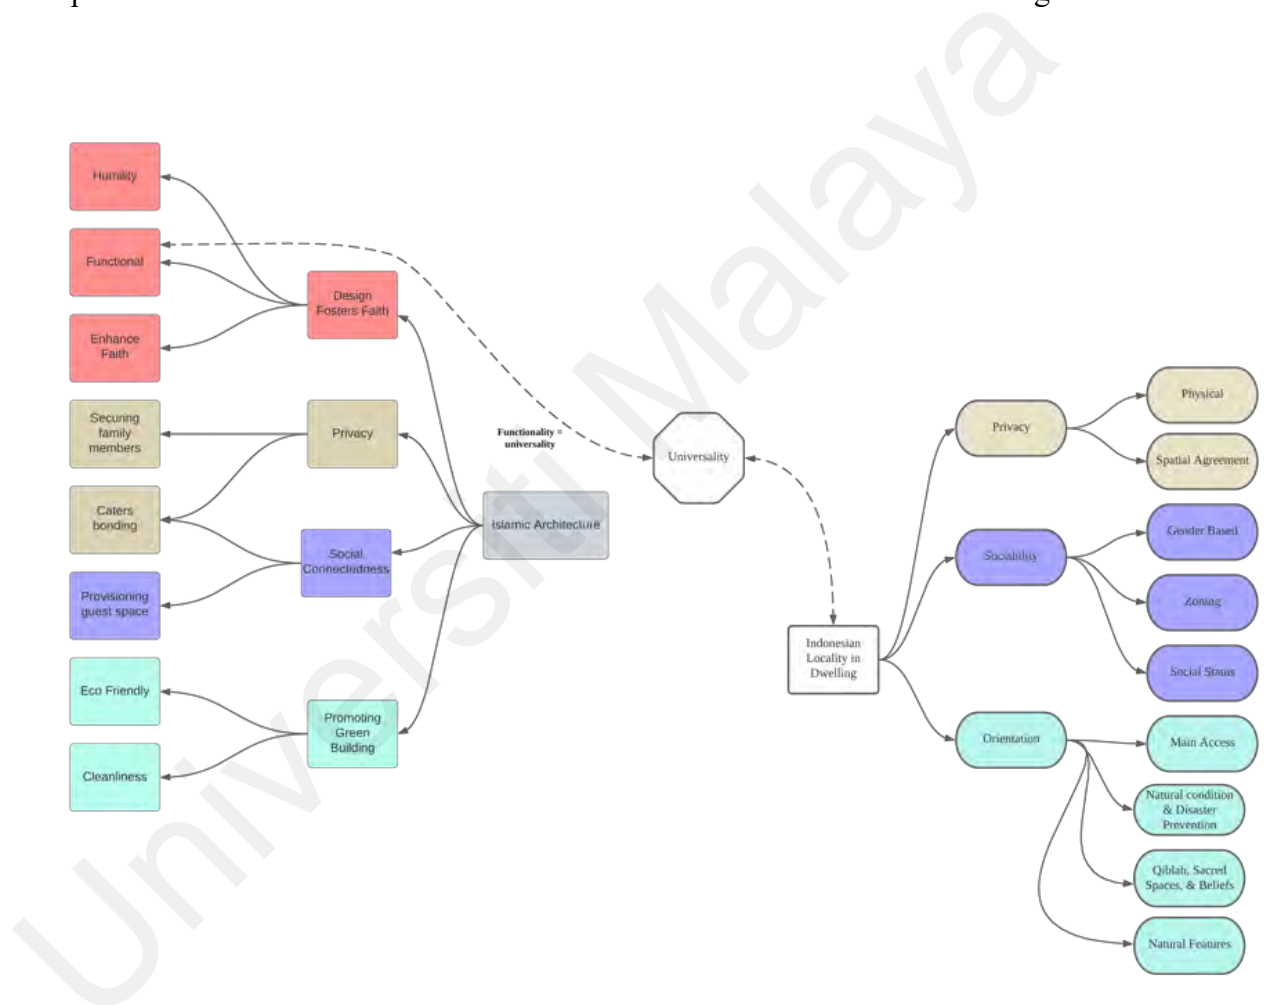 Humility
Functional
Enhance
Faith
Securing
family
members
Caters
bonding
Provisioning
guest space
Eco Friendly
Cleanliness
Design
Fosters Faith
Privacy
Social
Connectedness
Promoting
Green
Building
Islamic Architecture
Functionality =
universality
Universality
Indonesian
Locality in
Dwelling
Privacy
Sociability
Orientation
Physical
Spatial Agreement
Gender Based
Zoning
Social Status
Main Access
Natural condition
& Disaster
Prevention
Qiblah, Sacred
Spaces, & Beliefs
Natural Features
Universiti Malaya